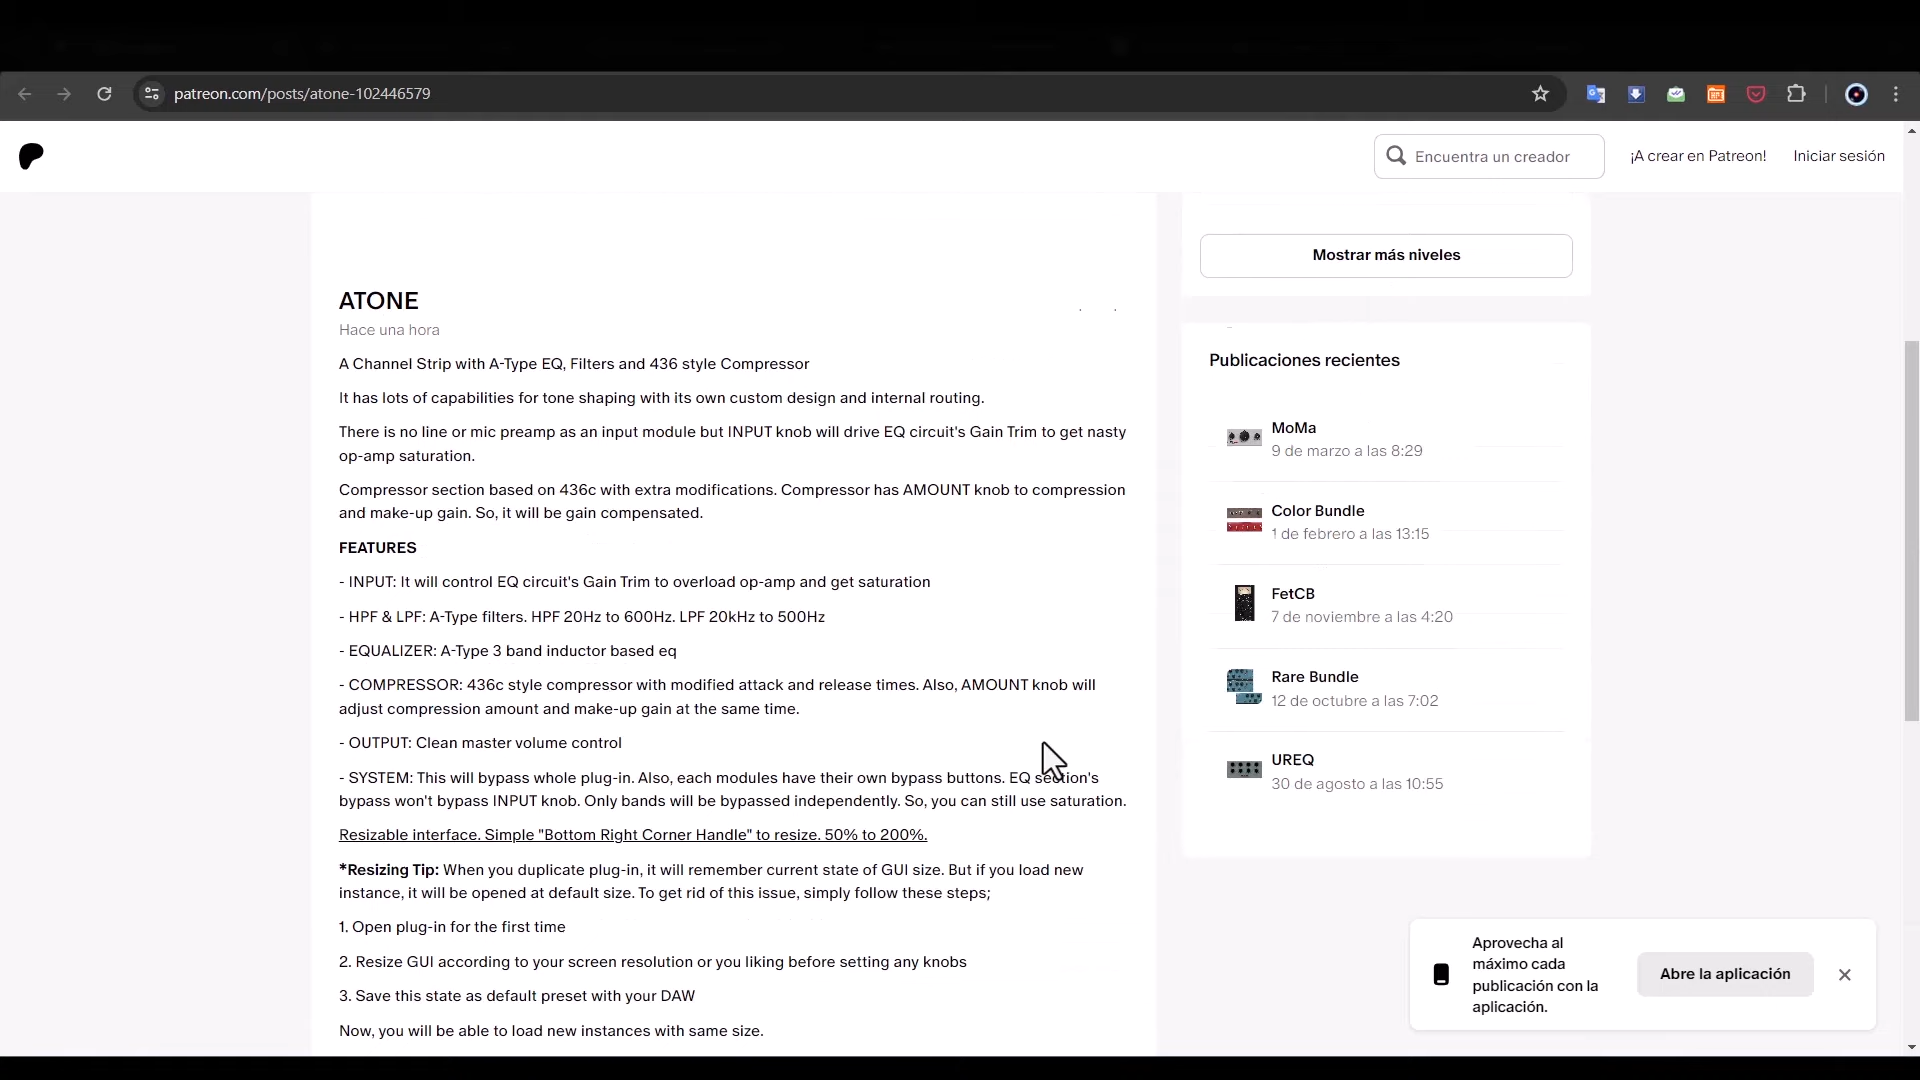 patreon.com/posts/atone-102446579
Encuentra un creador
¡A crear en Patreon!
Iniciar sesión
Mostrar más niveles
ATONE
Hace una hora
A Channel Strip with A-Type EQ, Filters and 436 style Compressor
It has lots of capabilities for tone shaping with its own custom design and internal routing.
There is no line or mic preamp as an input module but INPUT knob will drive EQ circuit's Gain Trim to get nasty
op-amp saturation.
Compressor section based on 436c with extra modifications. Compressor has AMOUNT knob to compression
and make-up gain. So, it will be gain compensated.
FEATURES
- INPUT: It will control EQ circuit's Gain Trim to overload op-amp and get saturation
- HPF & LPF: A-Type filters. HPF 20Hz to 600Hz. LPF 20kHz to 500Hz
- EQUALIZER: A-Type 3 band inductor based eq
- COMPRESSOR: 436c style compressor with modified attack and release times. Also, AMOUNT knob will
adjust compression amount and make-up gain at the same time.
- OUTPUT: Clean master volume control
- SYSTEM: This will bypass whole plug-in. Also, each modules have their own bypass buttons. EQ section's
bypass won't bypass INPUT knob. Only bands will be bypassed independently. So, you can still use saturation.
Resizable interface. Simple "Bottom Right Corner Handle" to resize. 50% to 200%.
*Resizing Tip: When you duplicate plug-in, it will remember current state of GUI size. But if you load new
instance, it will be opened at default size. To get rid of this issue, simply follow these steps;
1. Open plug-in for the first time
2. Resize GUI according to your screen resolution or you liking before setting any knobs
3. Save this state as default preset with your DAW
Now, you will be able to load new instances with same size.
Publicaciones recientes
MoMa
9 de marzo a las 8:29
Color Bundle
1 de febrero a las 13:15
FetCB
7 de noviembre a las 4:20
Rare Bundle
12 de octubre a las 7:02
UREQ
30 de agosto a las 10:55
Aprovecha al
máximo cada
publicación con la
aplicación.
Abre la aplicación